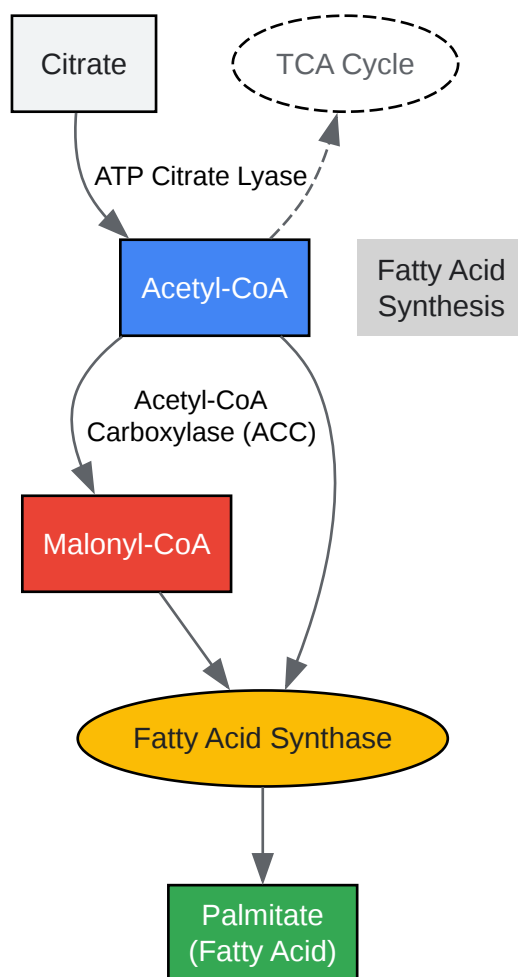 Citrate
TCA Cycle
ATP Citrate Lyase
Acetyl-CoA
Fatty Acid
Synthesis
Acetyl-CoA
Carboxylase (ACC)
Malonyl-CoA
Fatty Acid Synthase
Palmitate
(Fatty Acid)